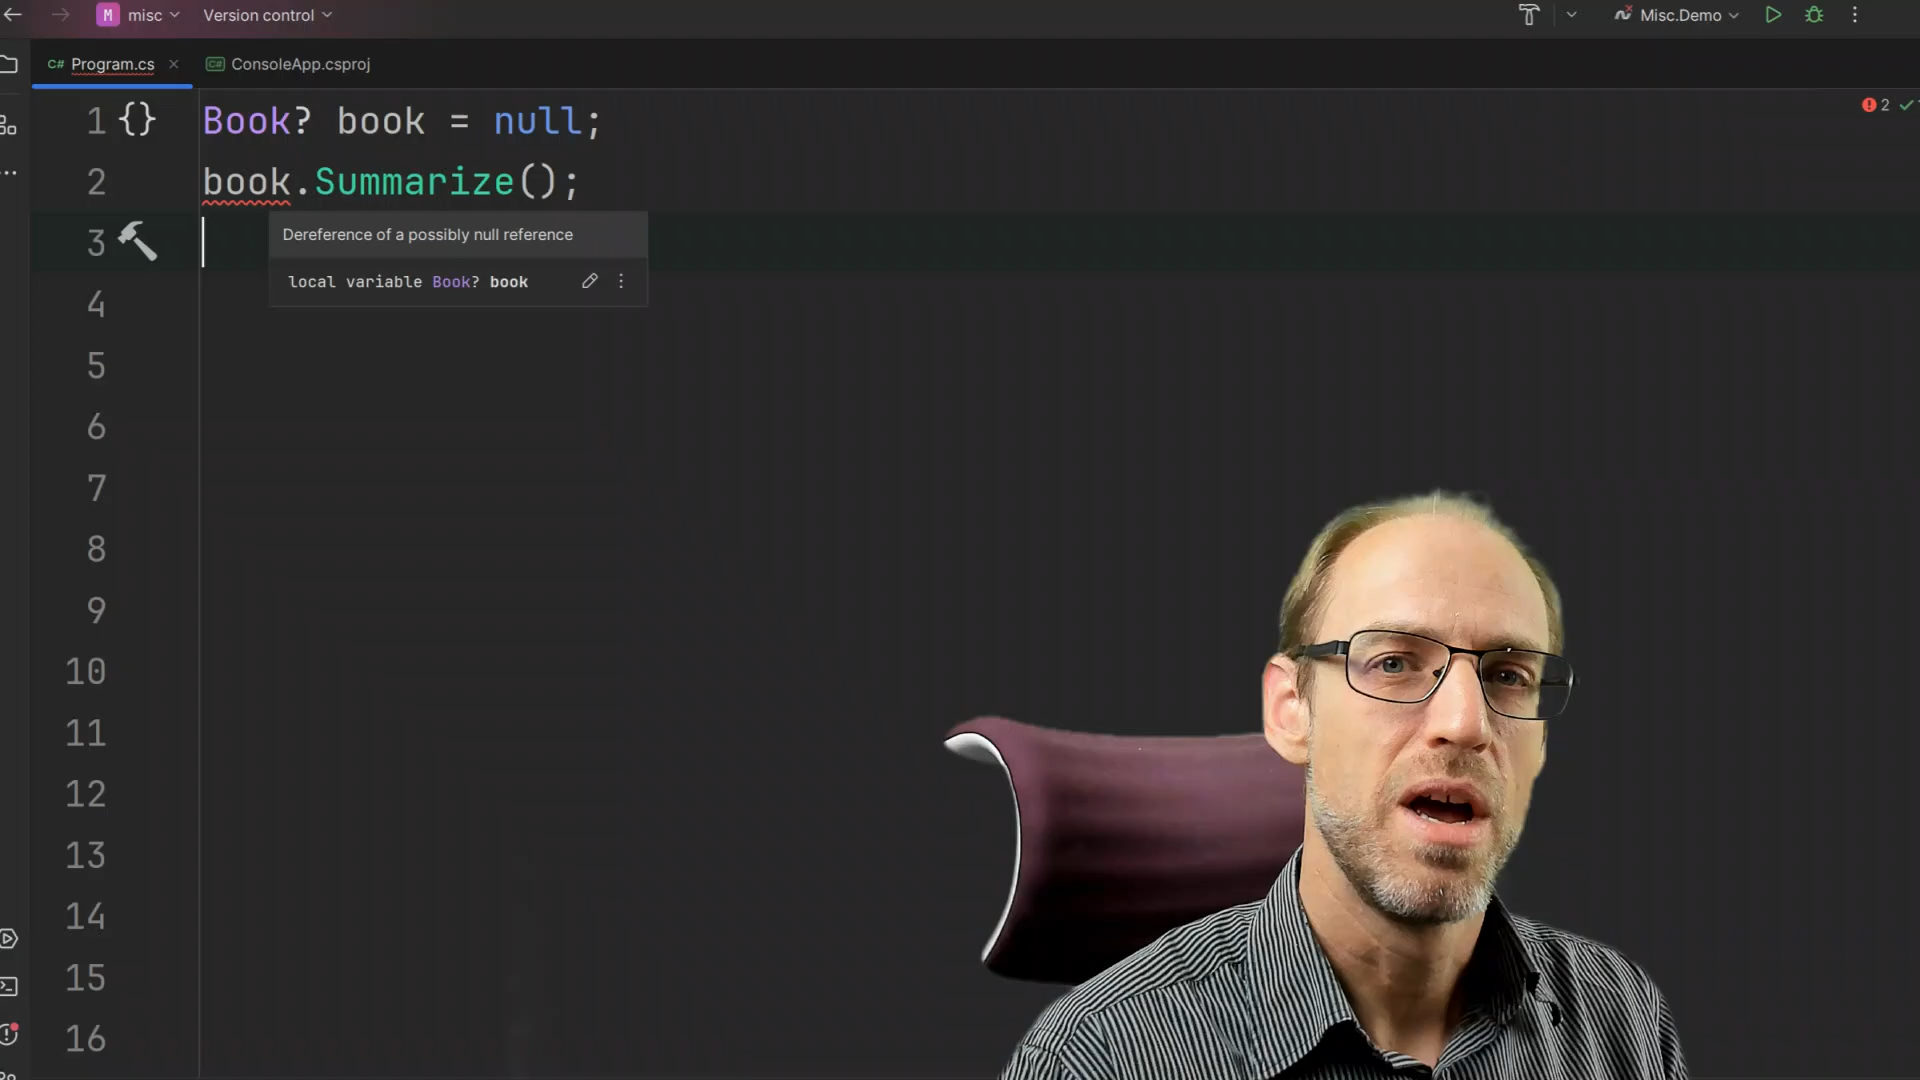 M misc Version control Misc.Demo
C# Program.cs C# ConsoleApp.csproj
2
1 {} Book? book = null;
2 book.Summarize();
3
Dereference of a possibly null reference
local variable Book? book
4
5
6
7
8
9
10
11
12
13
14
15
16